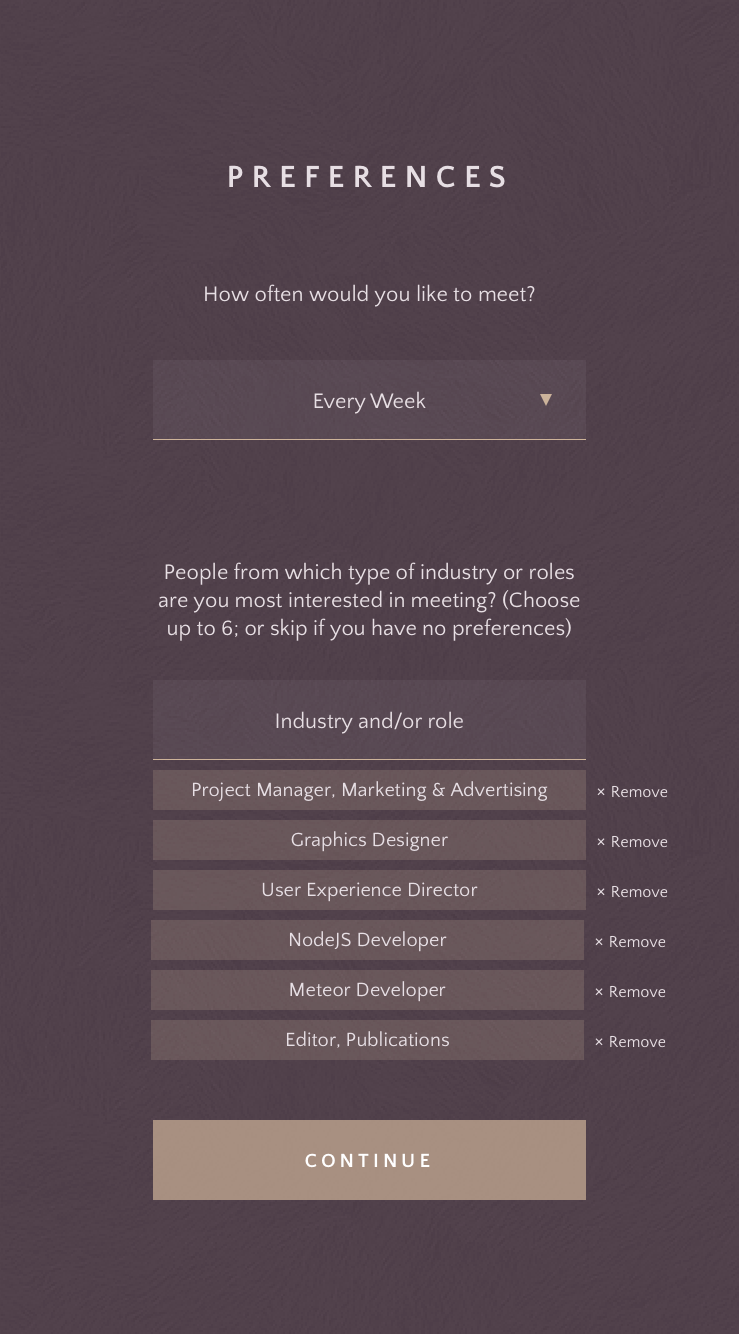 PREFERENCES
How often would you like to meet?
Every Week ▼
People from which type of industry or roles
are you most interested in meeting? (Choose
up to 6; or skip if you have no preferences)
Industry and/or role
Project Manager, Marketing & Advertising × Remove
Graphics Designer × Remove
User Experience Director × Remove
NodeJS Developer × Remove
Meteor Developer × Remove
Editor, Publications × Remove
CONTINUE